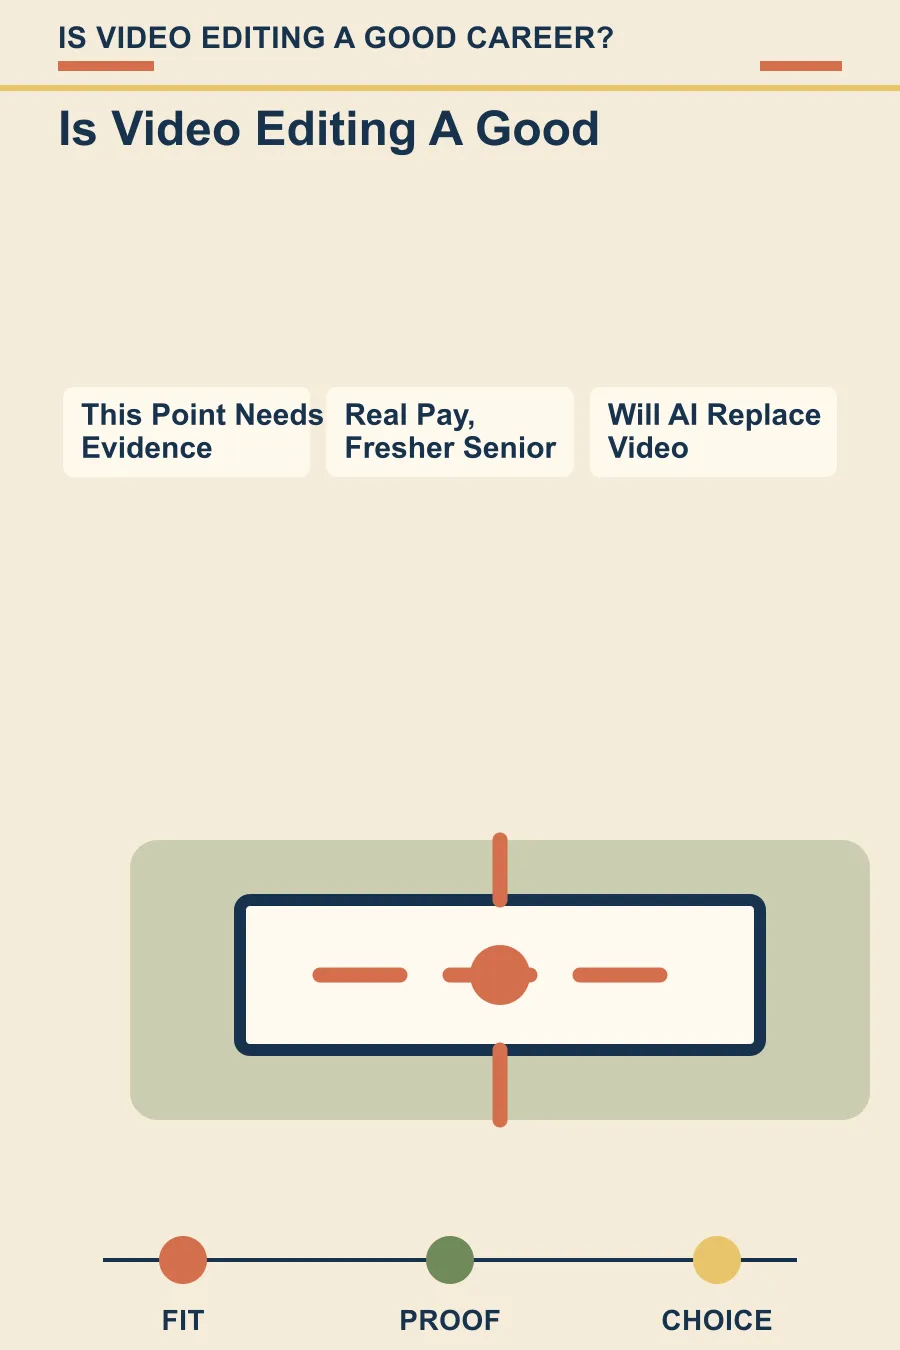 IS VIDEO EDITING A GOOD CAREER?
Is Video Editing A Good
This Point Needs
Evidence
Real Pay,
Fresher Senior
Will AI Replace
Video
FIT
PROOF
CHOICE